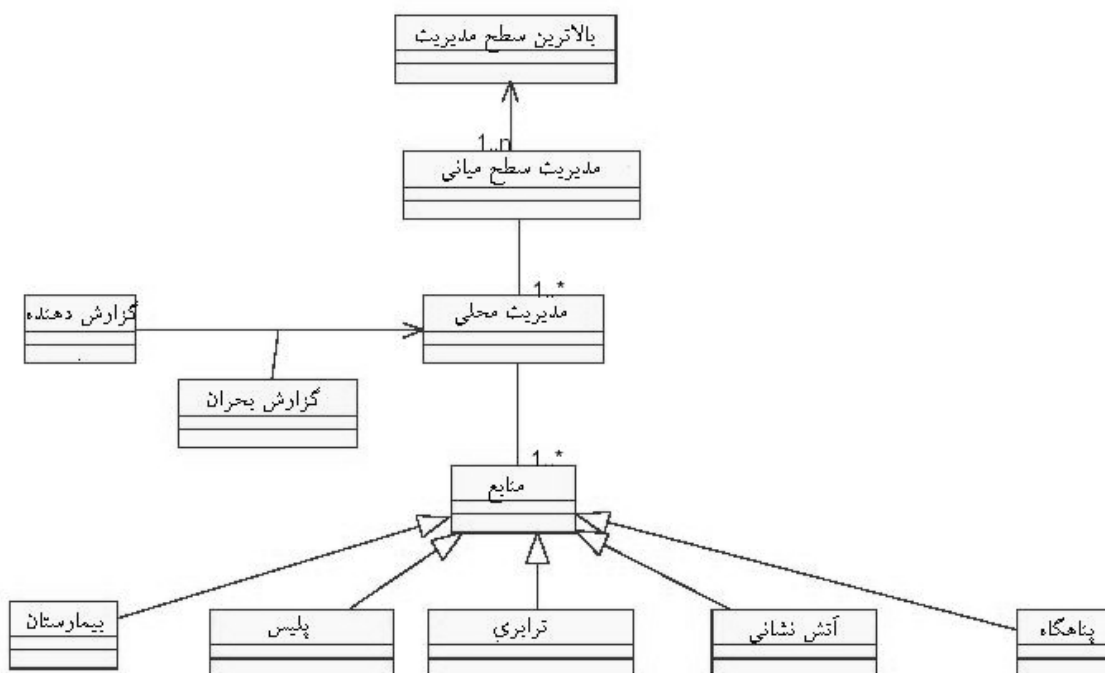 بالاترین سطح مدیریت
1..n
مدیریت سطح میانی
1..*
مدیریت محلی
گزارش دهنده
گزارش بحران
1..*
منابع
پناهگاه
آتش نشانی
ترابري
پلیس
بیمارستان